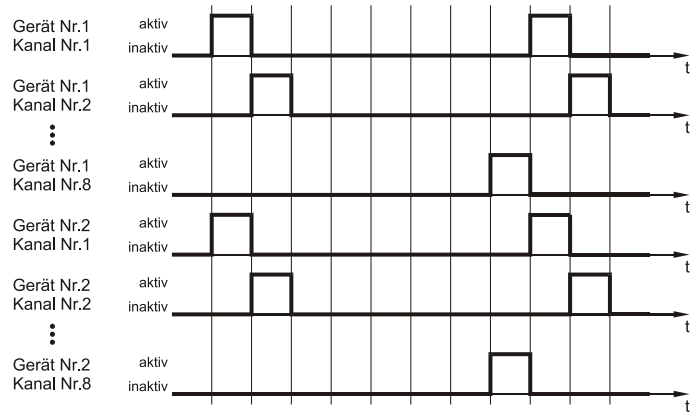 Gerät Nr.1 aktiv
Kanal Nr.1 inaktiv
t
Gerät Nr.1 aktiv
Kanal Nr.2 inaktiv
t
Gerät Nr.1 aktiv
Kanal Nr.8 inaktiv
t
Gerät Nr.2 aktiv
Kanal Nr.1 inaktiv
t
Gerät Nr.2 aktiv
Kanal Nr.2 inaktiv
t
Gerät Nr.2 aktiv
Kanal Nr.8 inaktiv
t